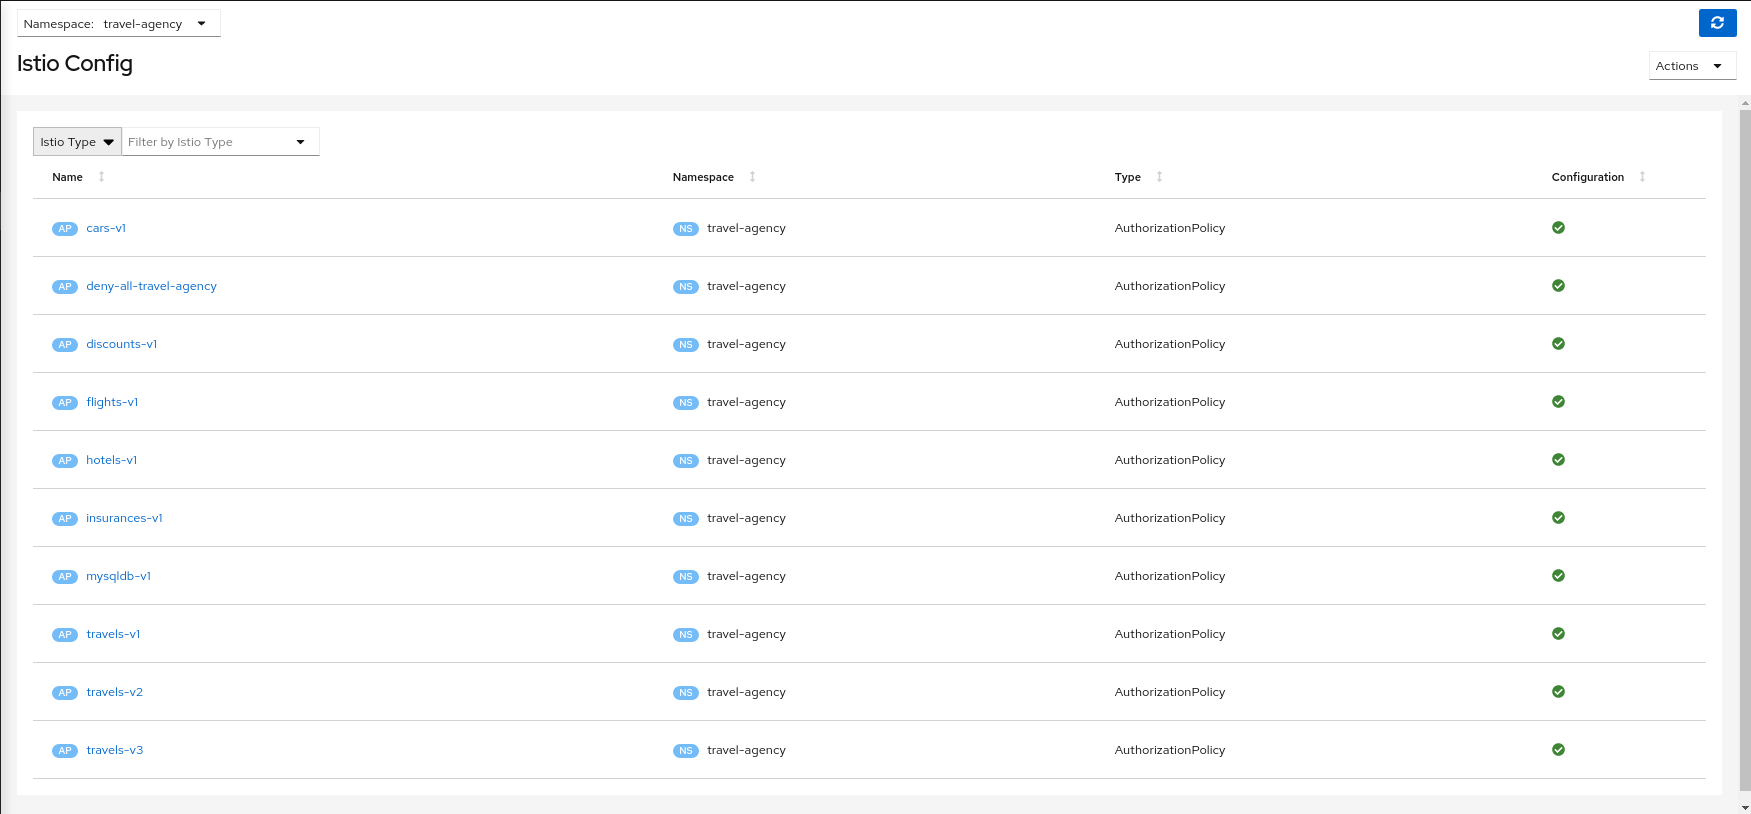 Namespace: travel-agency
Istio Config
Actions
Istio Type Filter by Istio Type
Name Namespace Type Configuration
AP cars-v1 NS travel-agency AuthorizationPolicy
AP deny-all-travel-agency NS travel-agency AuthorizationPolicy
AP discounts-v1 NS travel-agency AuthorizationPolicy
AP flights-v1 NS travel-agency AuthorizationPolicy
AP hotels-v1 NS travel-agency AuthorizationPolicy
AP insurances-v1 NS travel-agency AuthorizationPolicy
AP mysqldb-v1 NS travel-agency AuthorizationPolicy
AP travels-v1 NS travel-agency AuthorizationPolicy
AP travels-v2 NS travel-agency AuthorizationPolicy
AP travels-v3 NS travel-agency AuthorizationPolicy